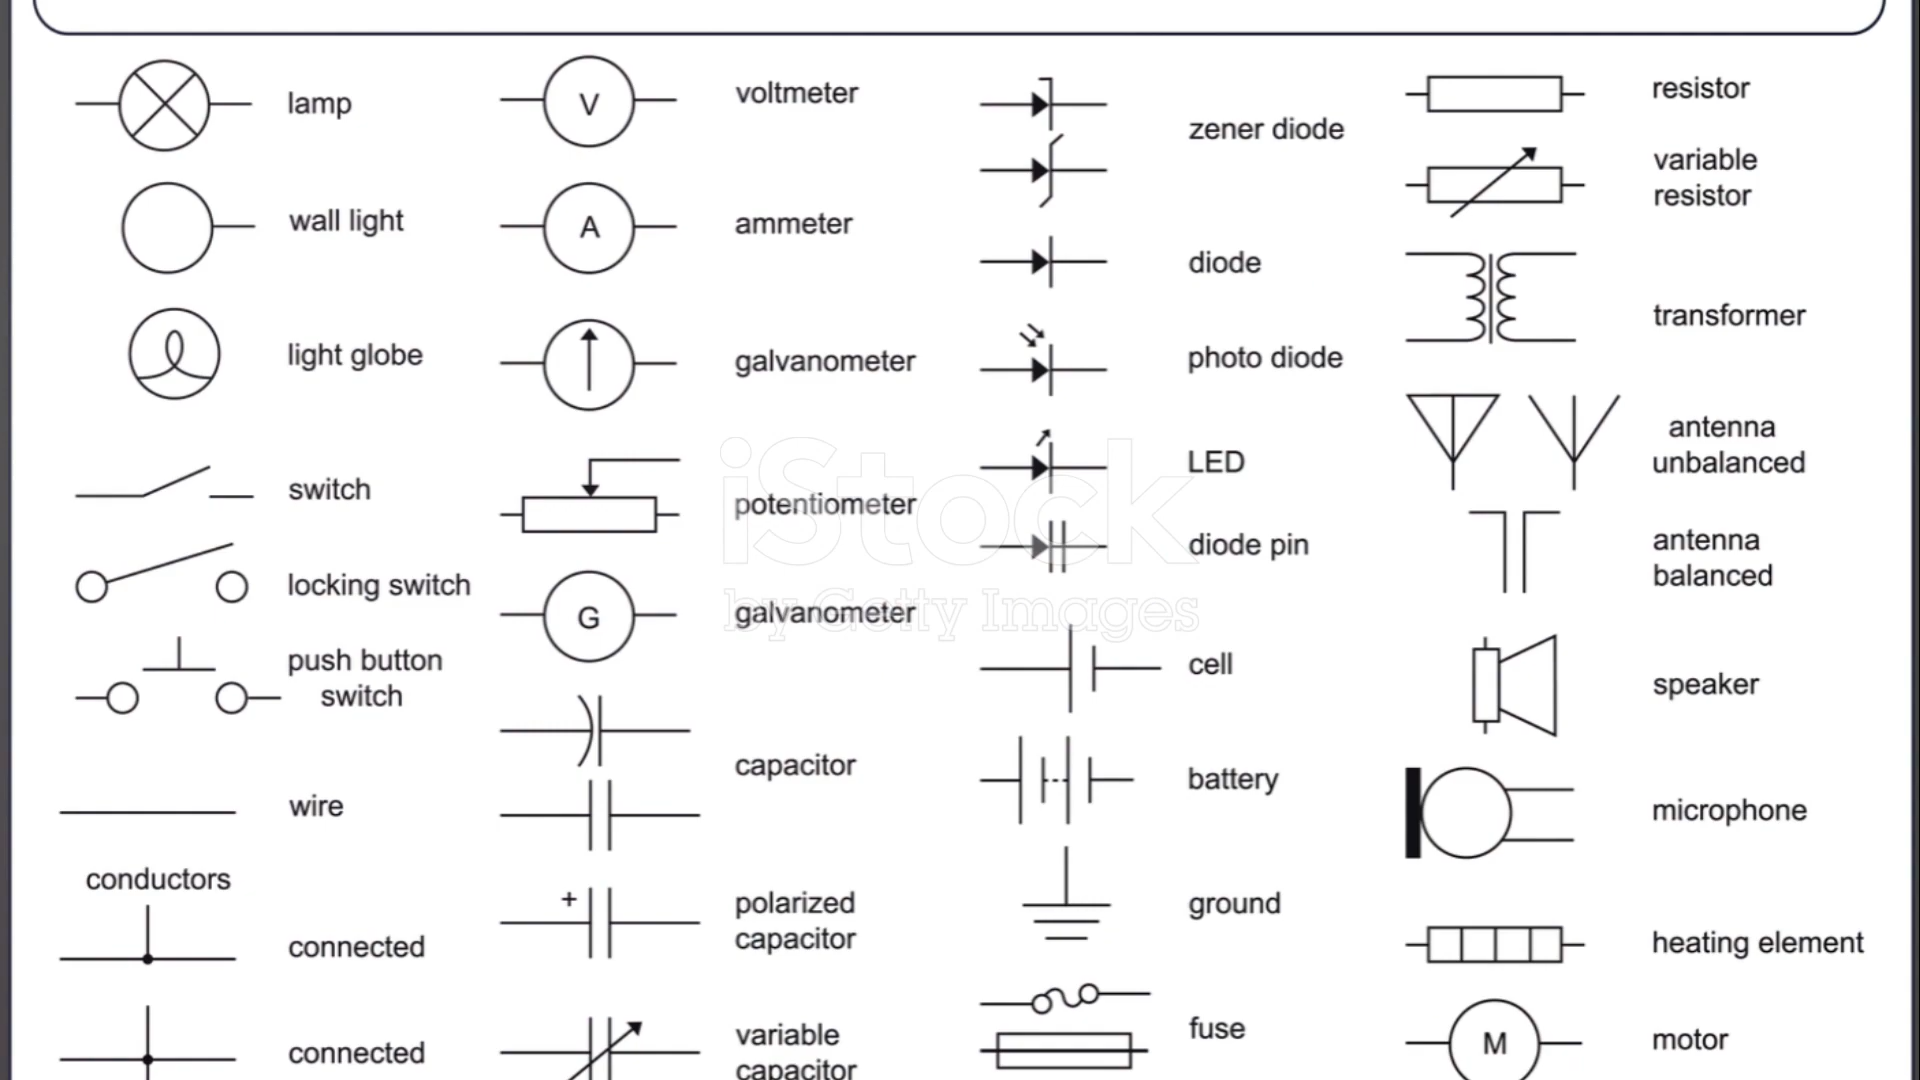 lamp
wall light
light globe
switch
locking switch
push button
switch
wire
conductors
connected
connected
V
voltmeter
A
ammeter
galvanometer
potentiometer
G
galvanometer
capacitor
+
polarized
capacitor
variable
capacitor
zener diode
diode
photo diode
LED
diode pin
cell
battery
ground
fuse
resistor
variable
resistor
transformer
antenna
unbalanced
antenna
balanced
speaker
microphone
heating element
M
motor
iStock
by Getty Images